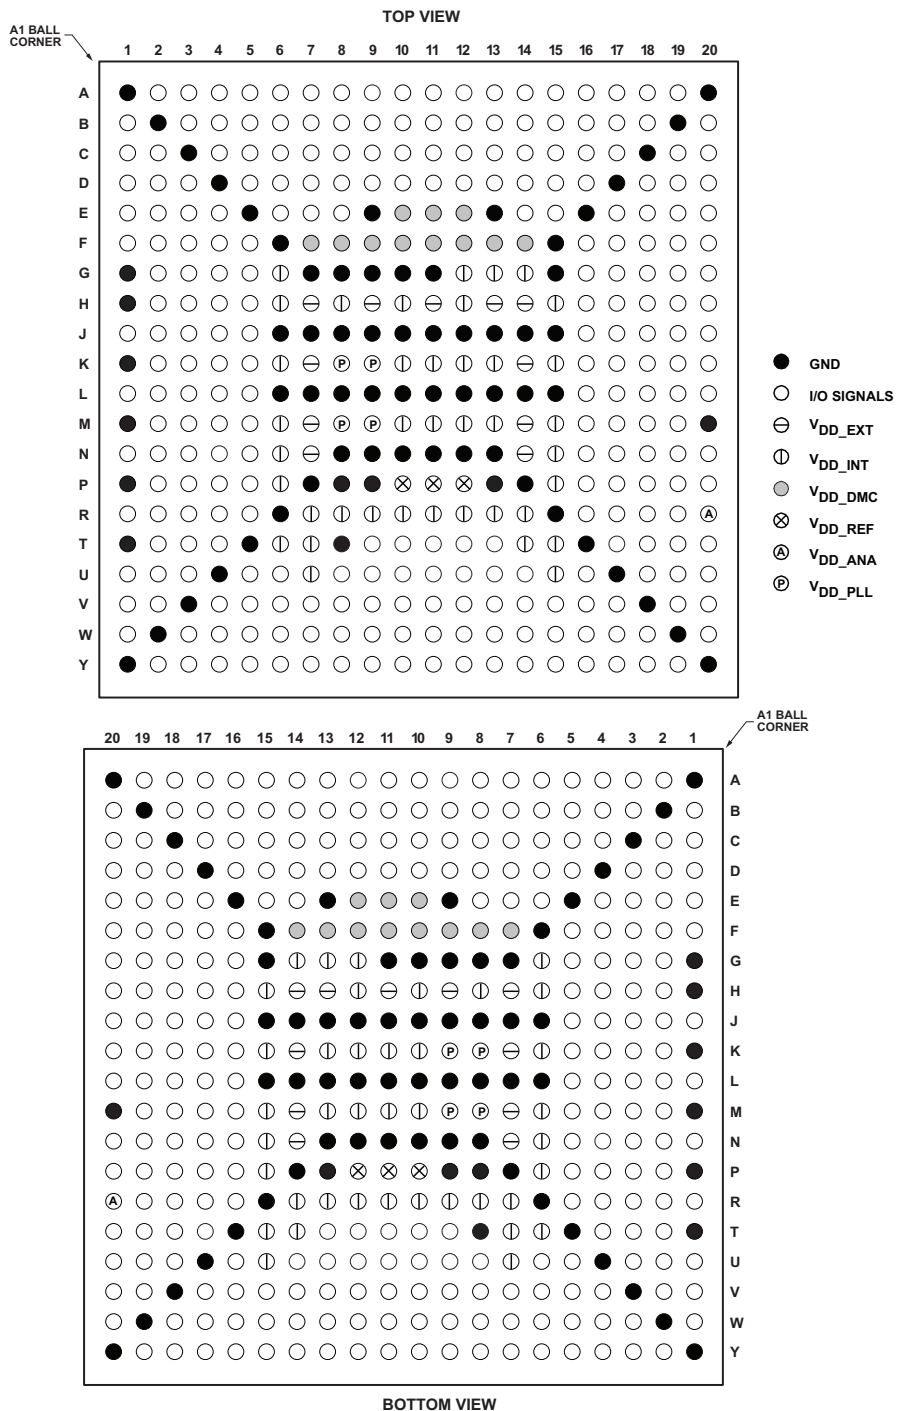 TOP VIEW
A1 BALL
CORNER
1 2 3 4 5 6 7 8 9 10 11 12 13 14 15 16 17 18 19 20
A
B
C
D
E
F
G
H
J
K P P
L
M P P
N
P
R A
T
U
V
W
Y
GND
I/O SIGNALS
VDD_EXT
VDD_INT
VDD_DMC
VDD_REF
A VDD_ANA
P VDD_PLL
A1 BALL
CORNER
20 19 18 17 16 15 14 13 12 11 10 9 8 7 6 5 4 3 2 1
A
B
C
D
E
F
G
H
J
P P K
L
P P M
N
P
A R
T
U
V
W
Y
BOTTOM VIEW